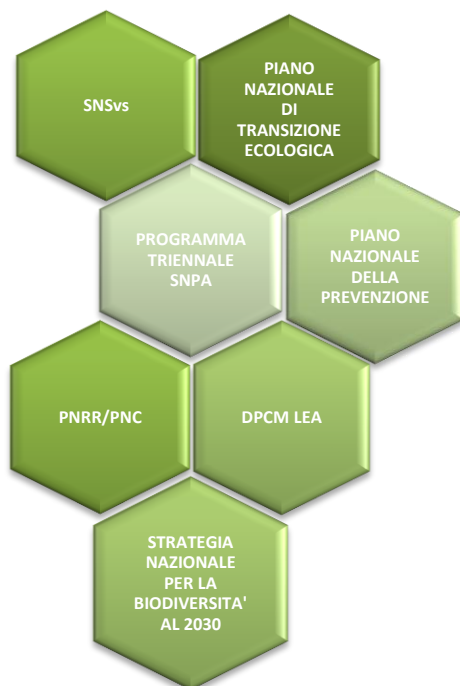 SNSvs
PIANO
NAZIONALE
DI
TRANSIZIONE
ECOLOGICA
PROGRAMMA
TRIENNALE
SNPA
PIANO
NAZIONALE
DELLA
PREVENZIONE
PNRR/PNC
DPCM LEA
STRATEGIA
NAZIONALE
PER LA
BIODIVERSITA'
AL 2030